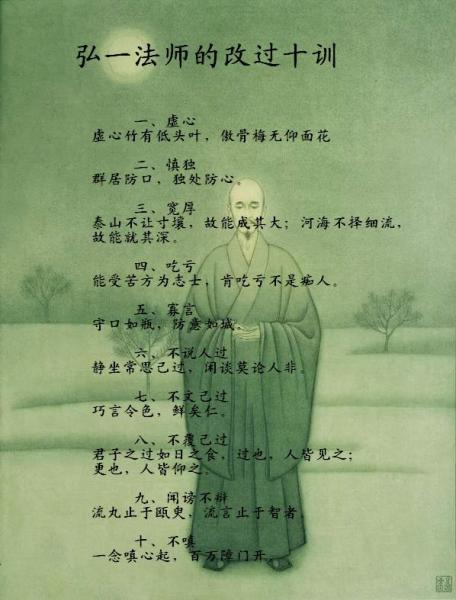 弘一法师的改过十训
一、虚心
虚心竹有低头叶，傲骨梅无仰面花
二、慎独
群居防口，独处防心。
三、宽厚
泰山不让寸壤，故能成其大；河海不择细流，
故能就其深。
四、吃亏
能受苦方为志士，肯吃亏不是痴人。
五、寡言
守口如瓶，防意如城。
六、不说人过
静坐常思己过，闲谈莫论人非。
七、不文己过
巧言令色，鲜矣仁。
八、不覆己过
君子之过如日之食，过也，人皆见之；
更也，人皆仰之。
九、闻谤不辩
流丸止于瓯臾，流言止于智者。
十、不嗔
一念嗔心起，百万障门开。